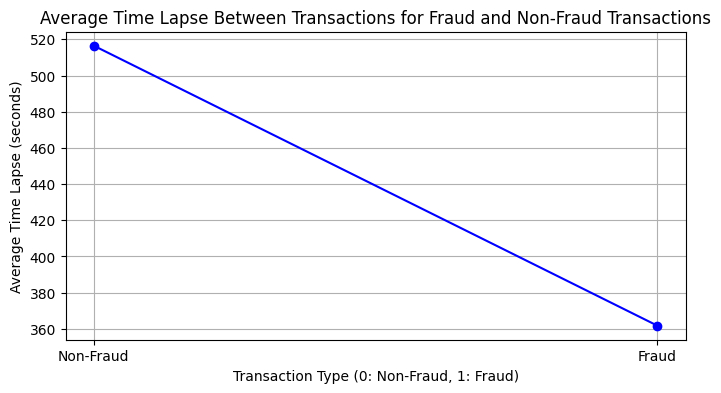 Average Time Lapse Between Transactions for Fraud and Non-Fraud Transactions
Average Time Lapse (seconds)
520
500
480
460
440
420
400
380
360
Non-Fraud
Fraud
Transaction Type (0: Non-Fraud, 1: Fraud)